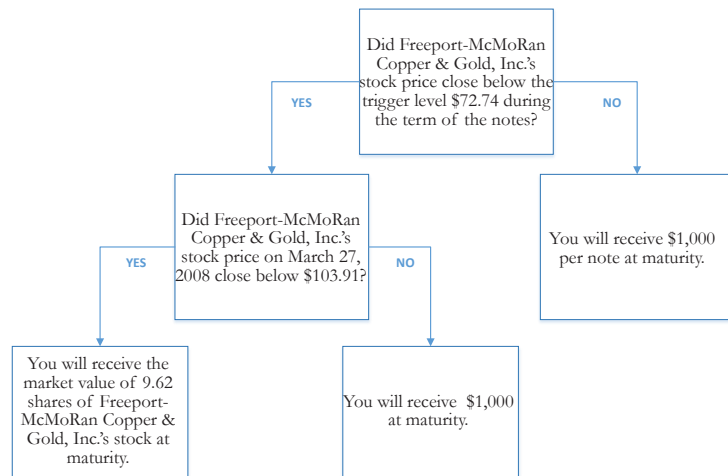 Did Freeport-McMoRan
Copper & Gold, Inc.'s
stock price close below the
trigger level $72.74 during
the term of the notes?
YES
NO
Did Freeport-McMoRan
Copper & Gold, Inc.'s
stock price on March 27,
2008 close below $103.91?
You will receive $1,000
per note at maturity.
YES
NO
You will receive the
market value of 9.62
shares of Freeport-
McMoRan Copper &
Gold, Inc.'s stock at
maturity.
You will receive $1,000
at maturity.